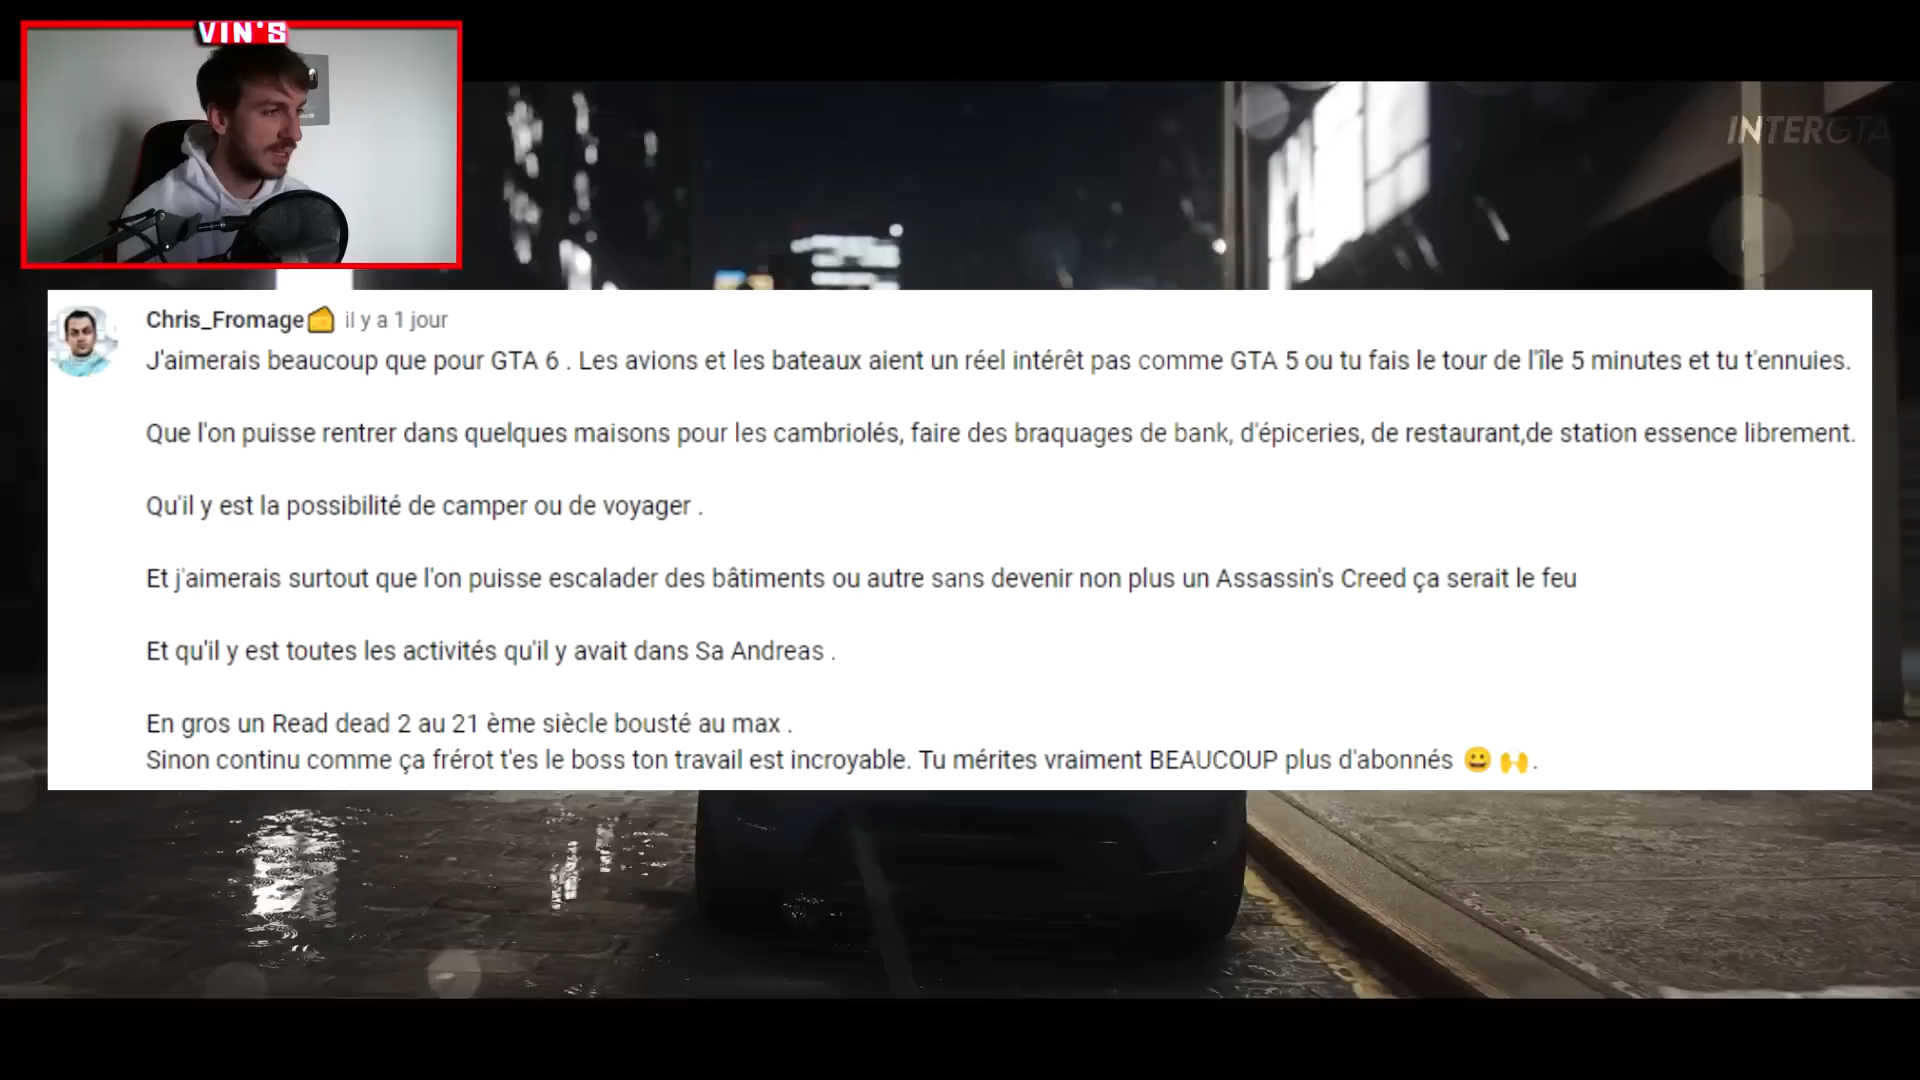 VIN'S
INTERGTA
Chris_Fromage🧀 il y a 1 jour
J'aimerais beaucoup que pour GTA 6 . Les avions et les bateaux aient un réel intérêt pas comme GTA 5 ou tu fais le tour de l'île 5 minutes et tu t'ennuies.
Que l'on puisse rentrer dans quelques maisons pour les cambriolés, faire des braquages de bank, d'épiceries, de restaurant,de station essence librement.
Qu'il y est la possibilité de camper ou de voyager .
Et j'aimerais surtout que l'on puisse escalader des bâtiments ou autre sans devenir non plus un Assassin's Creed ça serait le feu
Et qu'il y est toutes les activités qu'il y avait dans Sa Andreas .
En gros un Read dead 2 au 21 ème siècle bousté au max .
Sinon continu comme ça frérot t'es le boss ton travail est incroyable. Tu mérites vraiment BEAUCOUP plus d'abonnés 😀 🙌 .